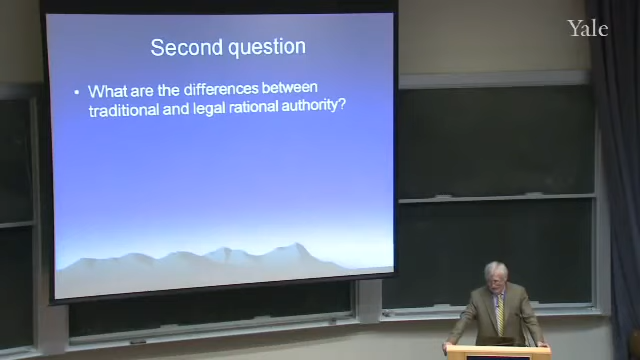 Yale
Second question
• What are the differences between
traditional and legal rational authority?